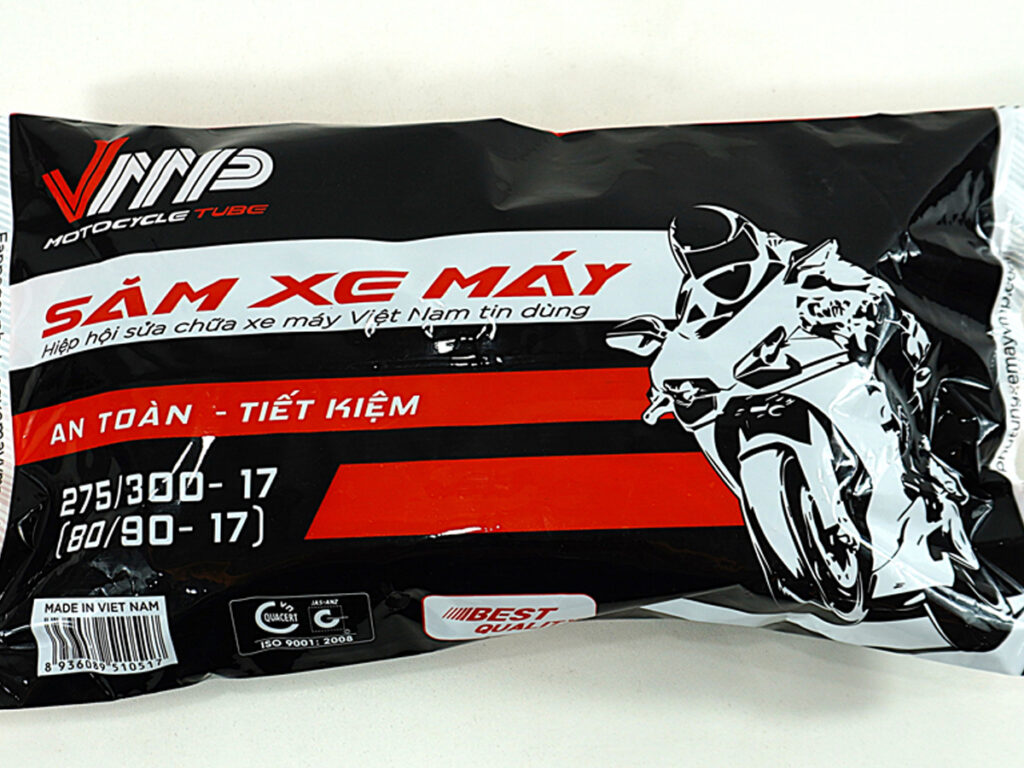 VMP
MOTOCYCLE TUBE
SĂM XE MÁY
Hiệp hội sửa chữa xe máy Việt Nam tin dùng
AN TOÀN - TIẾT KIỆM
275/300- 17
(80/90- 17)
MADE IN VIET NAM
8 936089 510517
QUACERT
JAS-ANZ
ISO 9001: 2008
BEST
QUALITY